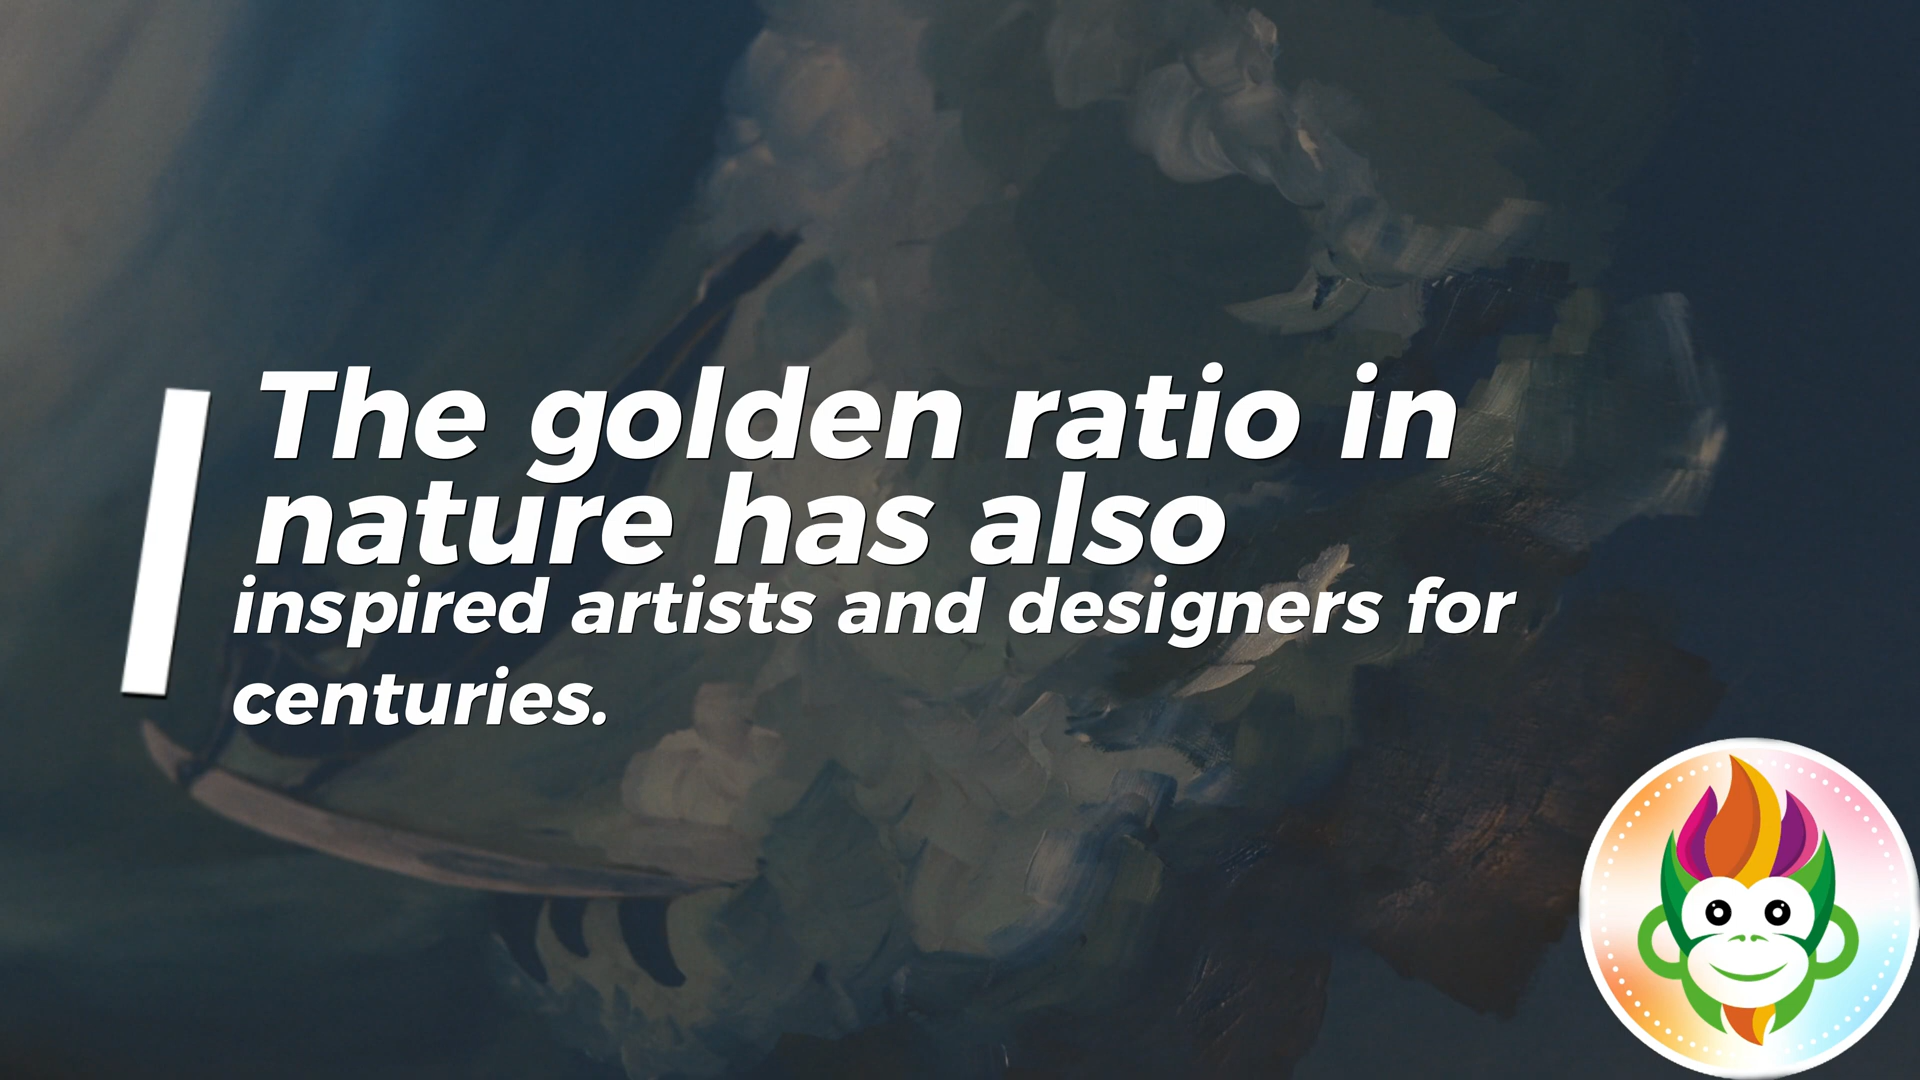 The golden ratio in
nature has also
inspired artists and designers for
centuries.